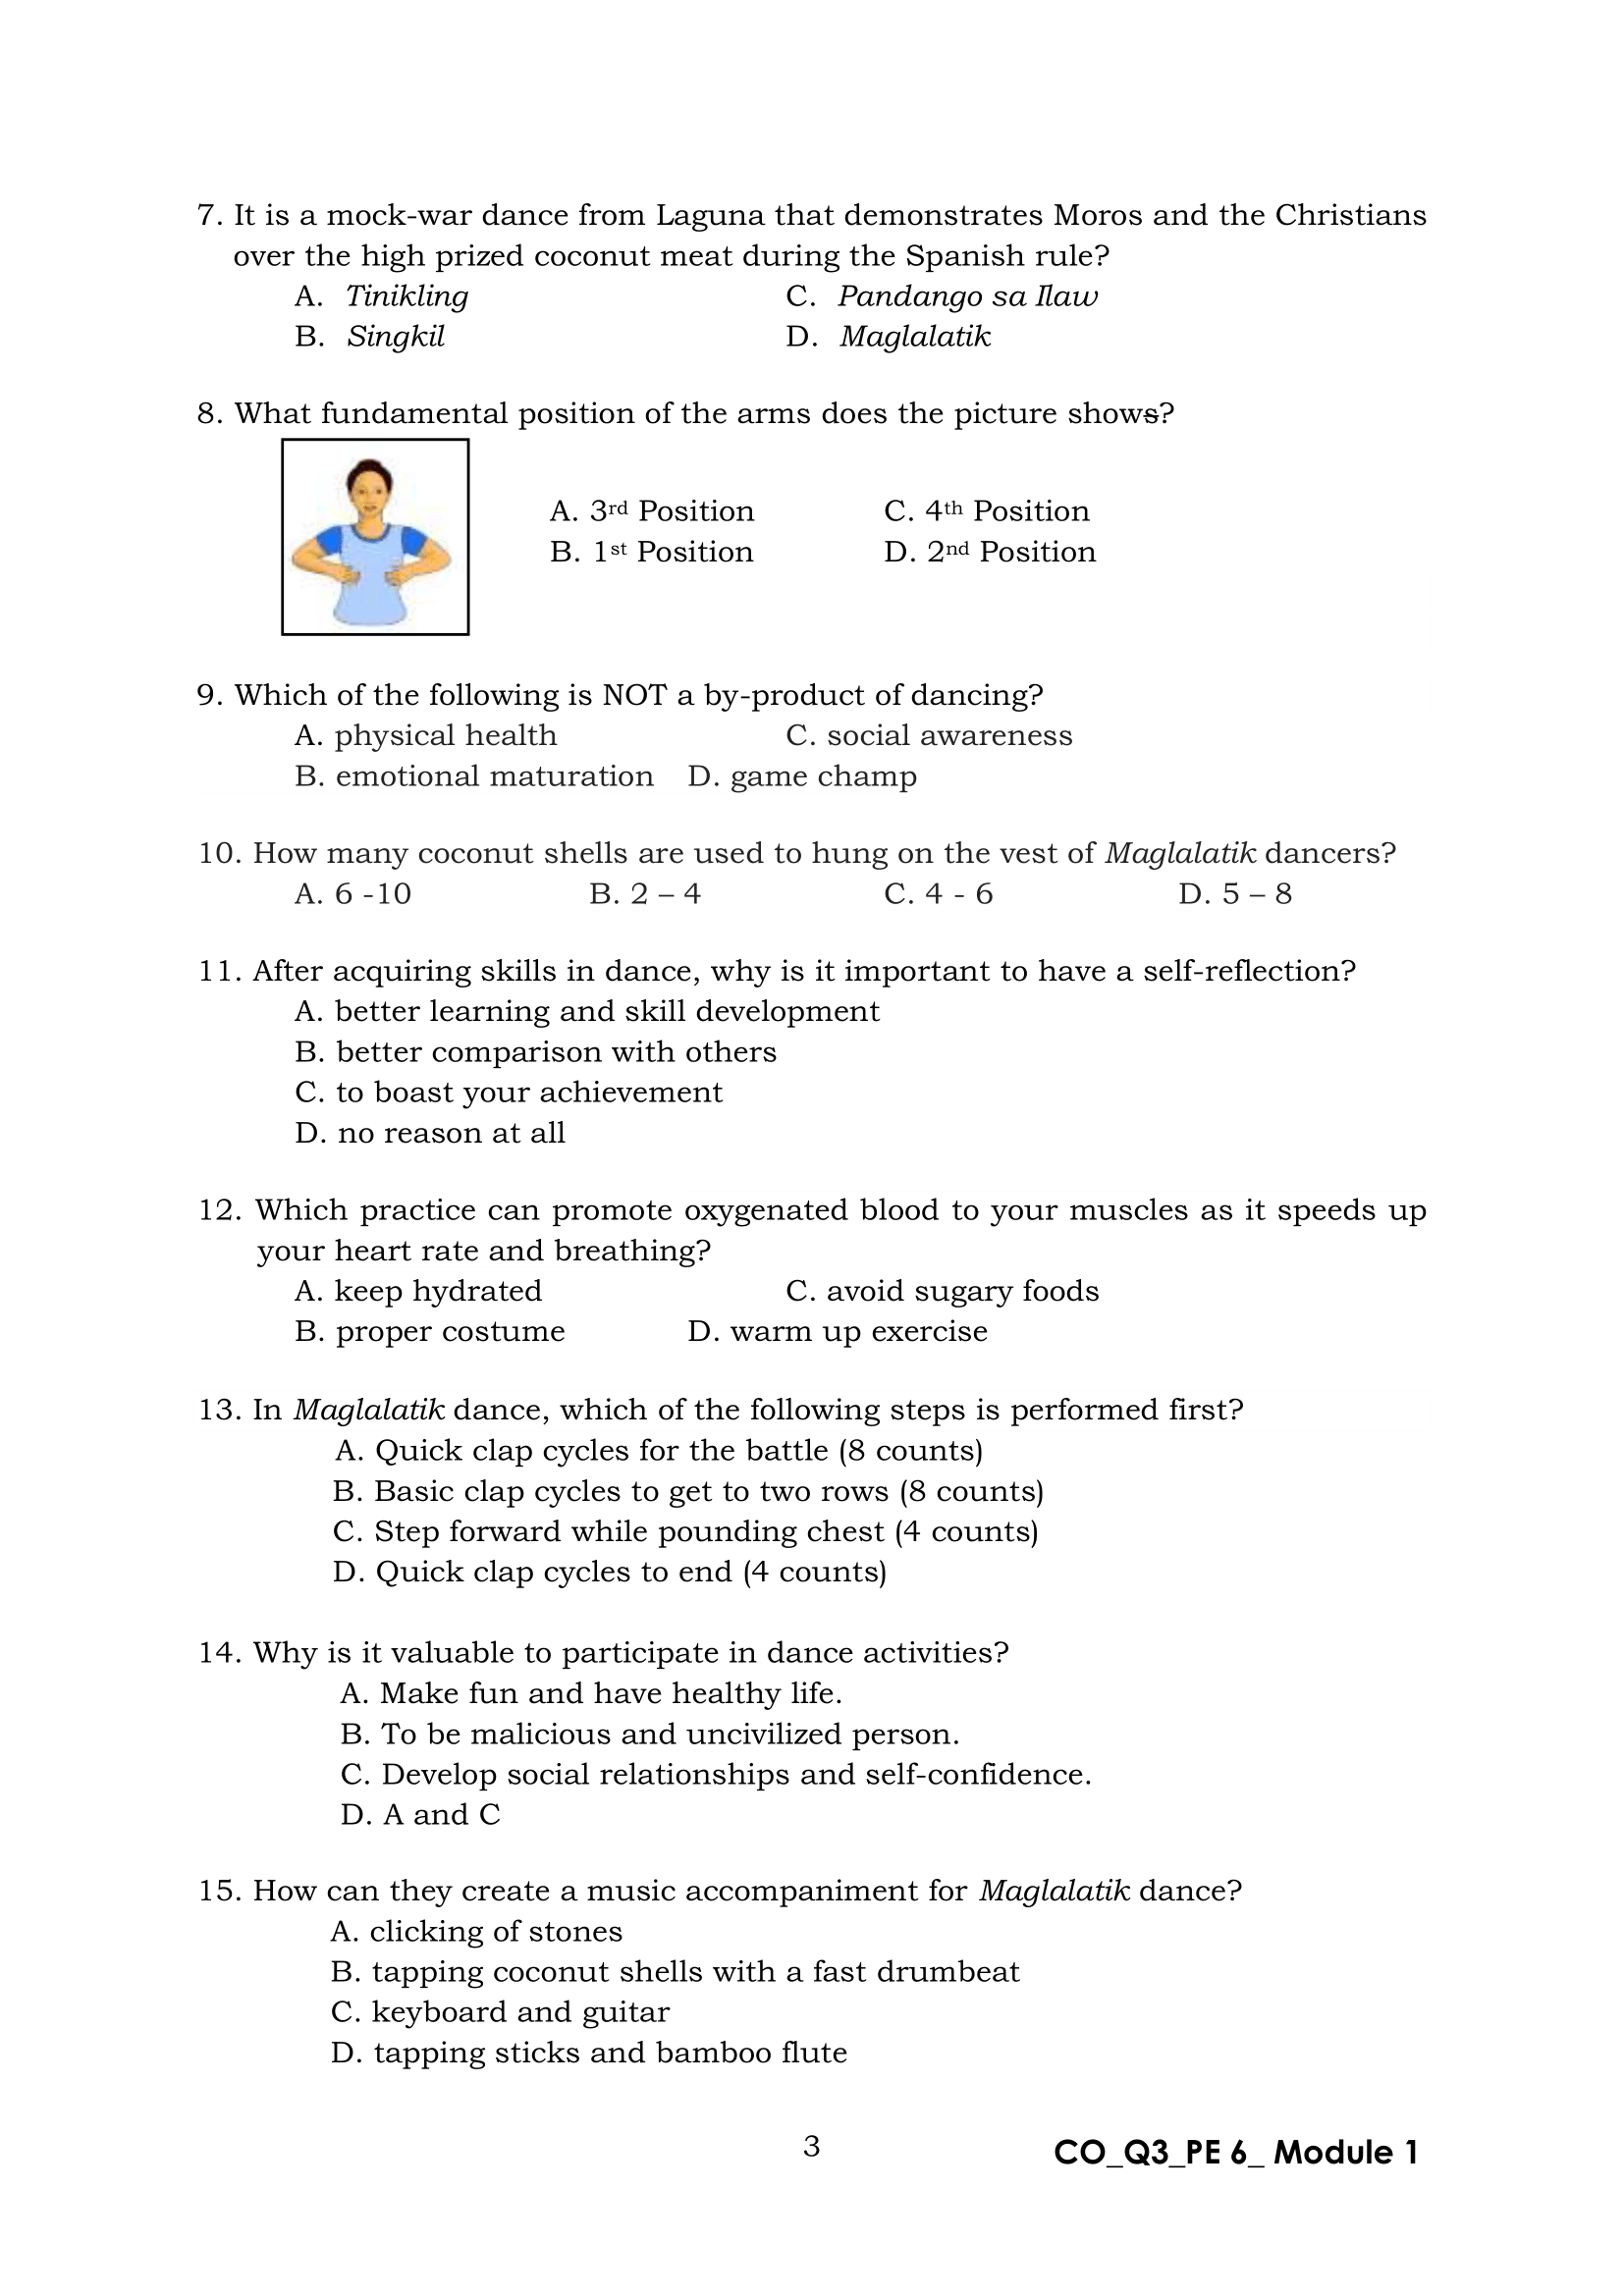 7. It is a mock-war dance from Laguna that demonstrates Moros and the Christians
over the high prized coconut meat during the Spanish rule?
A. Tinikling C. Pandango sa Ilaw
B. Singkil D. Maglalatik
8. What fundamental position of the arms does the picture shows?
A. 3rd Position C. 4th Position
B. 1st Position D. 2nd Position
9. Which of the following is NOT a by-product of dancing?
A. physical health C. social awareness
B. emotional maturation D. game champ
10. How many coconut shells are used to hung on the vest of Maglalatik dancers?
A. 6 -10 B. 2 – 4 C. 4 - 6 D. 5 – 8
11. After acquiring skills in dance, why is it important to have a self-reflection?
A. better learning and skill development
B. better comparison with others
C. to boast your achievement
D. no reason at all
12. Which practice can promote oxygenated blood to your muscles as it speeds up
your heart rate and breathing?
A. keep hydrated C. avoid sugary foods
B. proper costume D. warm up exercise
13. In Maglalatik dance, which of the following steps is performed first?
A. Quick clap cycles for the battle (8 counts)
B. Basic clap cycles to get to two rows (8 counts)
C. Step forward while pounding chest (4 counts)
D. Quick clap cycles to end (4 counts)
14. Why is it valuable to participate in dance activities?
A. Make fun and have healthy life.
B. To be malicious and uncivilized person.
C. Develop social relationships and self-confidence.
D. A and C
15. How can they create a music accompaniment for Maglalatik dance?
A. clicking of stones
B. tapping coconut shells with a fast drumbeat
C. keyboard and guitar
D. tapping sticks and bamboo flute
3 CO_Q3_PE 6_ Module 1